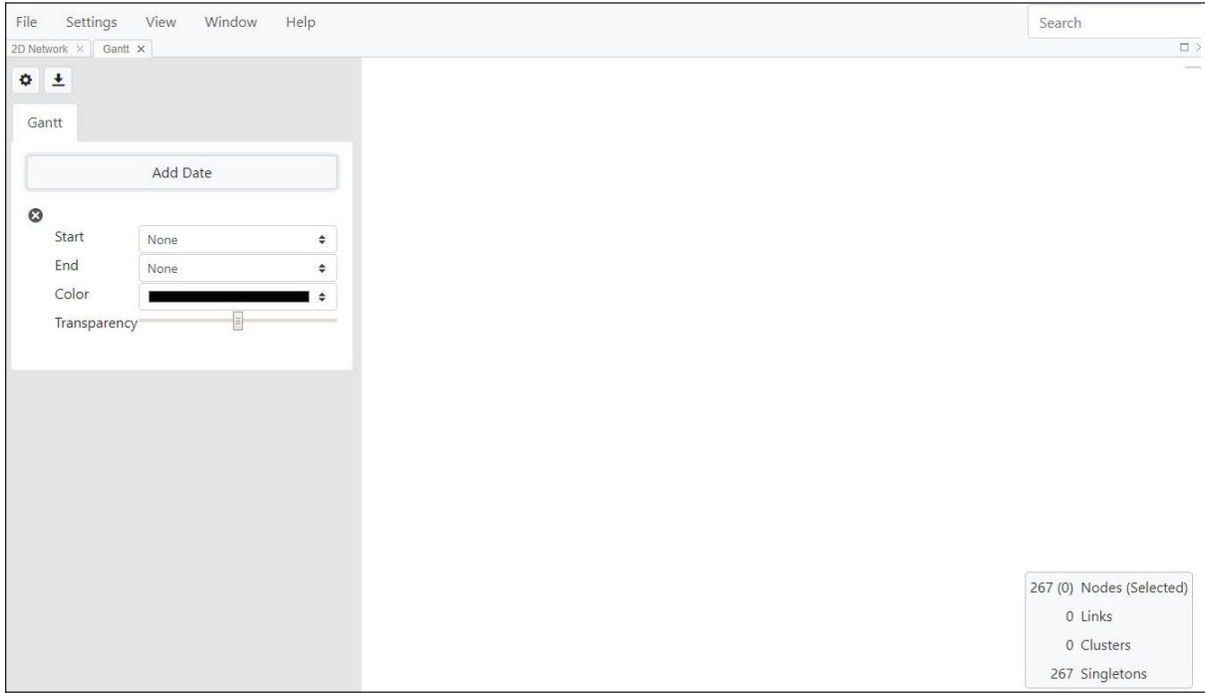 File Settings View Window Help Search
2D Network × Gantt ×
Gantt
Add Date
Start None
End None
Color
Transparency
267 (0) Nodes (Selected)
0 Links
0 Clusters
267 Singletons